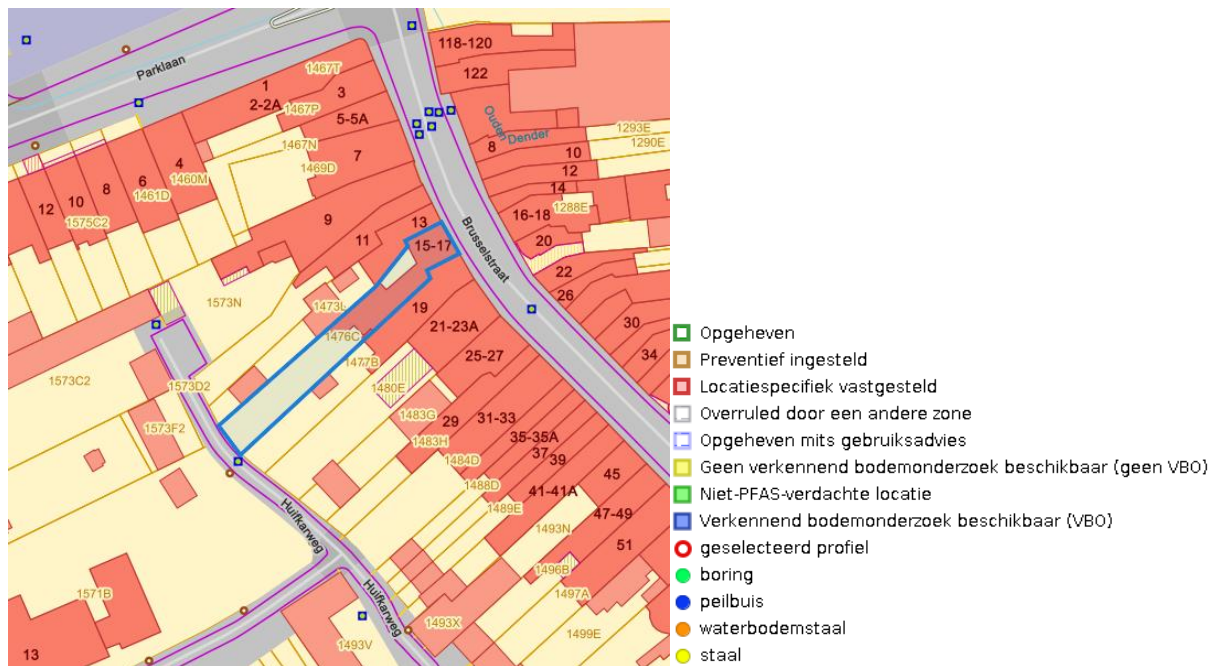 118-120
Parklaan
1467T
1
122
2-2A
1467P
3
Ouden
Dender
5-5A
1293E
1467N
1290E
4
7
8
10
1469D
6
1460M
12
8
1461D
14
12
10
16-18
1288E
1575C2
9
13
20
11
15-17
Brusselstraat
22
26
1573N
19
30
1476C
21-23A
34
1477B
25-27
1573C2
1573D2
1480E
1483G
29
31-33
1573F2
1483H
35-35A
37
1484D
39
45
1488D
41-41A
1489E
47-49
Huifkarweg
1493N
51
1496B
1571B
Huifkarweg
1497A
1493X
1499E
1493V
13
Opgeheven
Preventief ingesteld
Locatiespecifiek vastgesteld
Overruled door een andere zone
Opgeheven mits gebruiksadvies
Geen verkennend bodemonderzoek beschikbaar (geen VBO)
Niet-PFAS-verdachte locatie
Verkennend bodemonderzoek beschikbaar (VBO)
geselecteerd profiel
boring
peilbuis
waterbodemstaal
staal